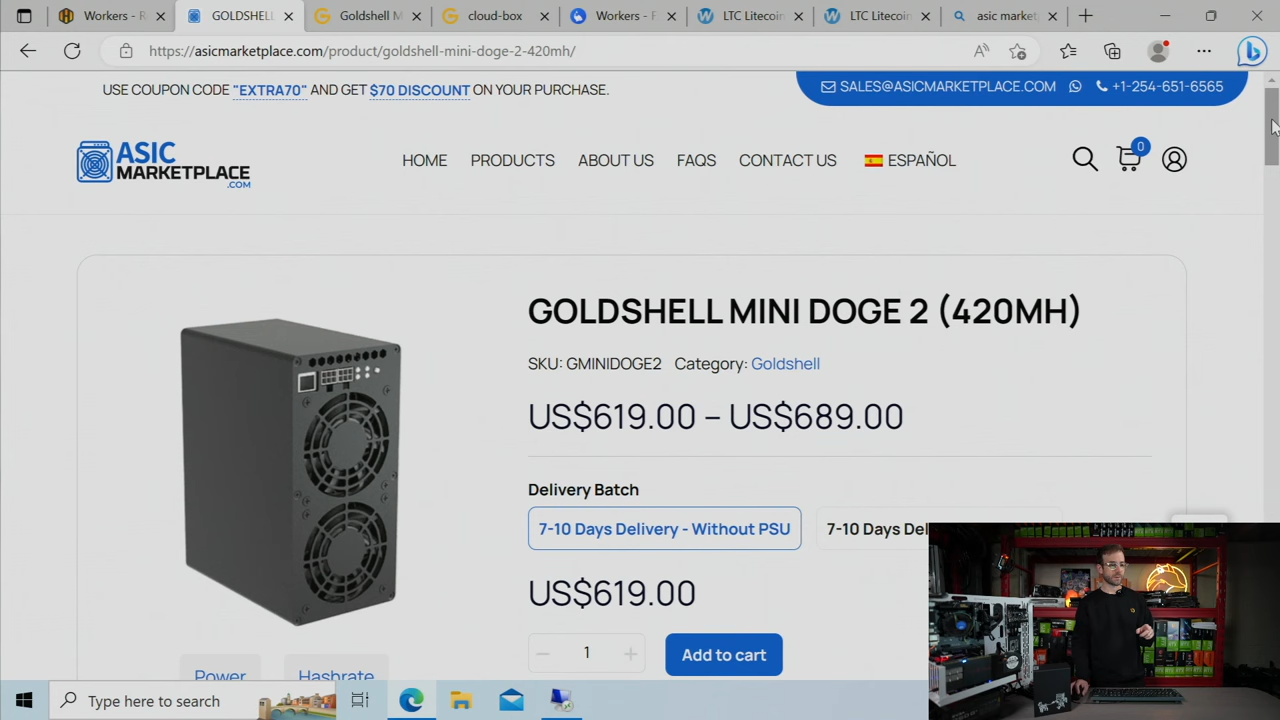 Workers - R
GOLDSHELL
Goldshell M
cloud-box
Workers - F
LTC Litecoin
LTC Litecoin
asic market
https://asicmarketplace.com/product/goldshell-mini-doge-2-420mh/
USE COUPON CODE "EXTRA70" AND GET $70 DISCOUNT ON YOUR PURCHASE.
SALES@ASICMARKETPLACE.COM
+1-254-651-6565
ASIC
MARKETPLACE
.COM
HOME
PRODUCTS
ABOUT US
FAQS
CONTACT US
ESPAÑOL
0
GOLDSHELL MINI DOGE 2 (420MH)
SKU: GMINIDOGE2 Category: Goldshell
US$619.00 – US$689.00
Delivery Batch
7-10 Days Delivery - Without PSU
7-10 Days Del
US$619.00
1
Add to cart
Power
Hashrate
Type here to search